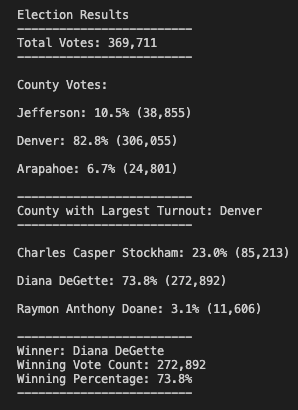 Election Results
-------------------------
Total Votes: 369,711
-------------------------
County Votes:
Jefferson: 10.5% (38,855)
Denver: 82.8% (306,055)
Arapahoe: 6.7% (24,801)
-------------------------
County with Largest Turnout: Denver
-------------------------
Charles Casper Stockham: 23.0% (85,213)
Diana DeGette: 73.8% (272,892)
Raymon Anthony Doane: 3.1% (11,606)
-------------------------
Winner: Diana DeGette
Winning Vote Count: 272,892
Winning Percentage: 73.8%
-------------------------